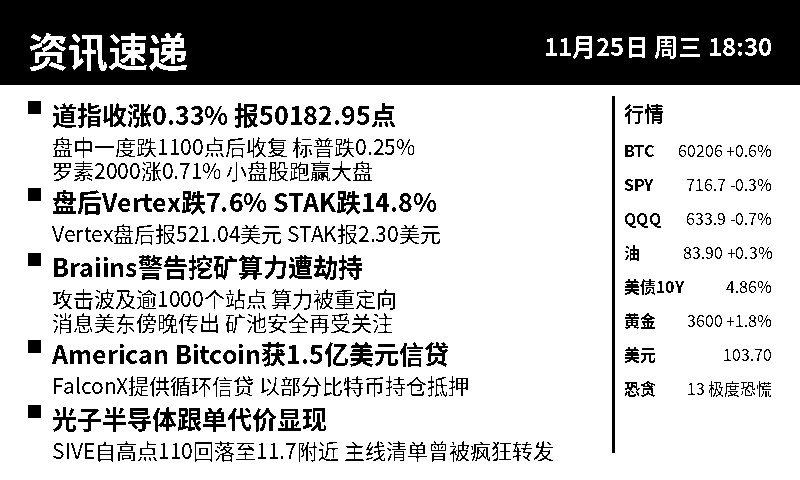 资讯速递
11月25日 周三 18:30
道指收涨0.33% 报50182.95点
盘中一度跌1100点后收复 标普跌0.25%
罗素2000涨0.71% 小盘股跑赢大盘
盘后Vertex跌7.6% STAK跌14.8%
Vertex盘后报521.04美元 STAK报2.30美元
Braiins警告挖矿算力遭劫持
攻击波及逾1000个站点 算力被重定向
消息美东傍晚传出 矿池安全再受关注
American Bitcoin获1.5亿美元信贷
FalconX提供循环信贷 以部分比特币持仓抵押
光子半导体跟单代价显现
SIVE自高点110回落至11.7附近 主线清单曾被疯狂转发
行情
BTC 60206 +0.6%
SPY 716.7 -0.3%
QQQ 633.9 -0.7%
油 83.90 +0.3%
美债10Y 4.86%
黄金 3600 +1.8%
美元 103.70
恐贪 13 极度恐慌